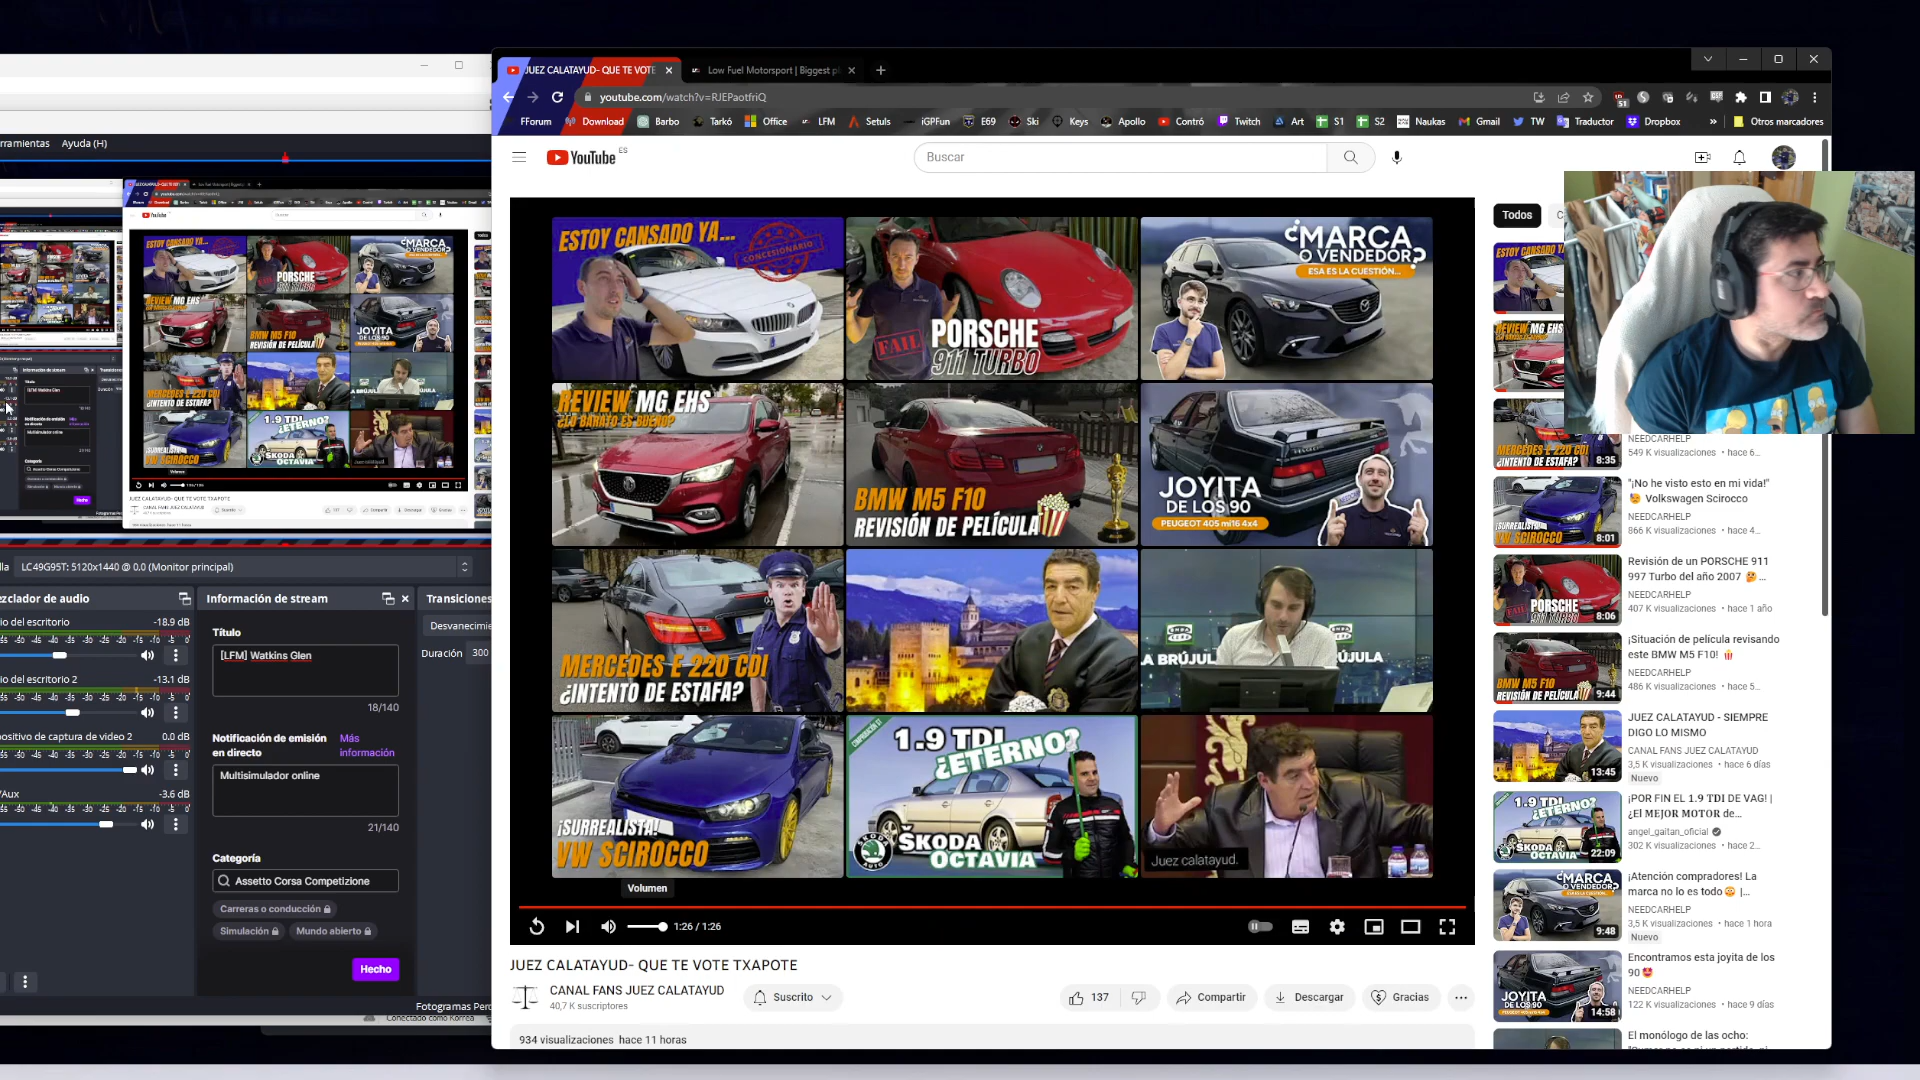 JUEZ CALATAYUD- QUE TE VOTE
Low Fuel Motorsport | Biggest pl
youtube.com/watch?v=RJEPaotfriQ
FForum
Download
Barbo
Tarkó
Office
LFM
Setuls
iGPFun
E69
Ski
Keys
Apollo
Contró
Twitch
Art
S1
S2
Naukas
Gmail
TW
Traductor
Dropbox
»
Otros marcadores
rramientas Ayuda (H)
YouTube ES
Buscar
Todos
ESTOY CANSADO YA...
CONCESIONARIO
FAIL
PORSCHE
911 TURBO
¿MARCA
O VENDEDOR?
ESA ES LA CUESTIÓN...
REVIEW MG EHS
¿LO BARATO ES BUENO?
BMW M5 F10
REVISIÓN DE PELÍCULA
JOYITA
DE LOS 90
PEUGEOT 405 mi16 4x4
MERCEDES E 220 CDI
¿INTENTO DE ESTAFA?
onda cero
A BRÚJULA
¡SURREALISTA!
VW SCIROCCO
1.9 TDI
¿ETERNO?
ŠKODA
OCTAVIA
Juez calatayud.
Volumen
1:26 / 1:26
JUEZ CALATAYUD- QUE TE VOTE TXAPOTE
CANAL FANS JUEZ CALATAYUD
40,7 K suscriptores
Suscrito
137
Compartir
Descargar
Gracias
934 visualizaciones hace 11 horas
NEEDCARHELP
549 K visualizaciones • hace 6...
8:35
"¡No he visto esto en mi vida!"
Volkswagen Scirocco
NEEDCARHELP
866 K visualizaciones • hace 4...
8:01
Revisión de un PORSCHE 911
997 Turbo del año 2007 ...
NEEDCARHELP
407 K visualizaciones • hace 1 año
8:06
¡Situación de película revisando
este BMW M5 F10!
NEEDCARHELP
486 K visualizaciones • hace 5...
9:44
JUEZ CALATAYUD - SIEMPRE
DIGO LO MISMO
CANAL FANS JUEZ CALATAYUD
3,5 K visualizaciones • hace 6 días
Nuevo
13:45
¡POR FIN EL 1.9 TDI DE VAG! |
¿El MEJOR MOTOR de...
angel_gaitan_oficial
302 K visualizaciones • hace 2...
22:09
¡Atención compradores! La
marca no lo es todo |...
NEEDCARHELP
3,5 K visualizaciones • hace 1 hora
Nuevo
9:48
Encontramos esta joyita de los
90
NEEDCARHELP
122 K visualizaciones • hace 9 días
14:58
El monólogo de las ocho:
lla LC49G95T: 5120x1440 @ 0,0 (Monitor principal)
ezclador de audio
io del escritorio -18.9 dB
io del escritorio 2 -13.1 dB
positivo de captura de video 2 0.0 dB
/Aux -3.6 dB
Información de stream
Título
[LFM] Watkins Glen
18/140
Notificación de emisión
en directo
Más
información
Multisimulador online
21/140
Categoría
Assetto Corsa Competizione
Carreras o conducción
Simulación
Mundo abierto
Hecho
Transiciones
Desvanecimie
Duración 300
Fotogramas Perd
Conectado como Korrea